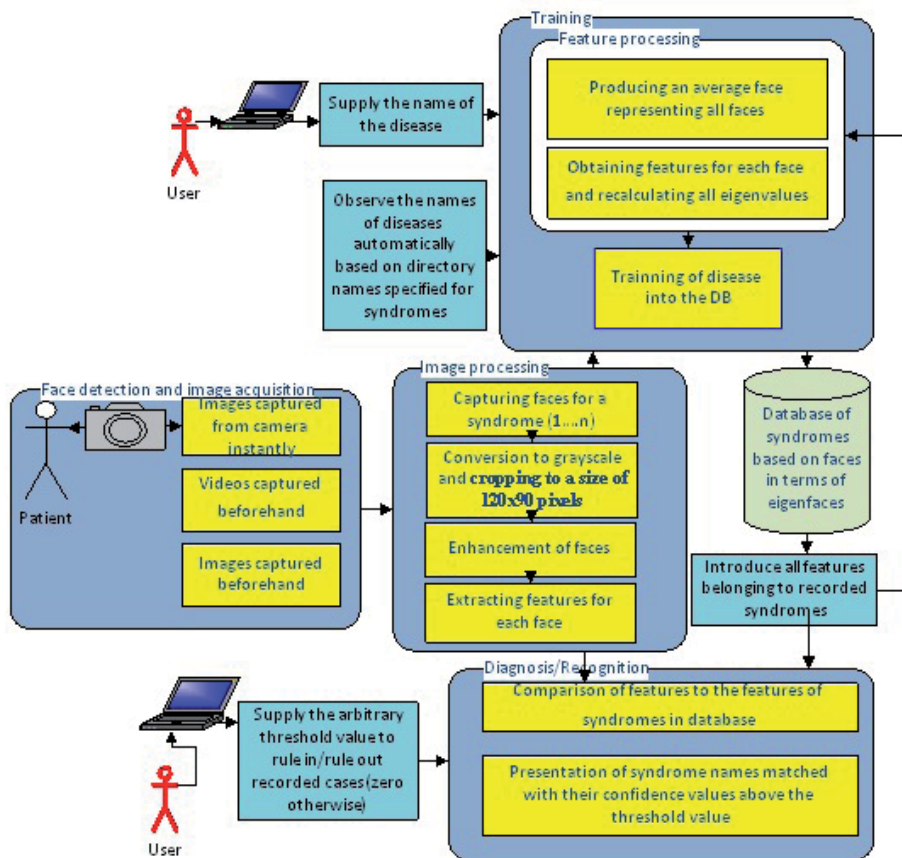 Training
Feature processing
Producing an average face
representing all faces
Obtaining features for each face
and recalculating all eigenvalues
Trainning of disease
into the DB
Supply the name of
the disease
User
Observe the names
of diseases
automatically
based on directory
names specified for
syndromes
Face detection and image acquisition
Images captured
from camera
instantly
Videos captured
beforehand
Images captured
beforehand
Patient
Image processing
Capturing faces for a
syndrome (1....n)
Conversion to grayscale
and cropping to a size of
120x90 pixels
Enhancement of faces
Extracting features for
each face
Database of
syndromes
based on faces
in terms of
eigenfaces
Introduce all features
belonging to recorded
syndromes
Diagnosis/Recognition
Comparison of features to the features of
syndromes in database
Presentation of syndrome names matched
with their confidence values above the
threshold value
Supply the arbitrary
threshold value to
rule in/rule out
recorded cases(zero
otherwise)
User